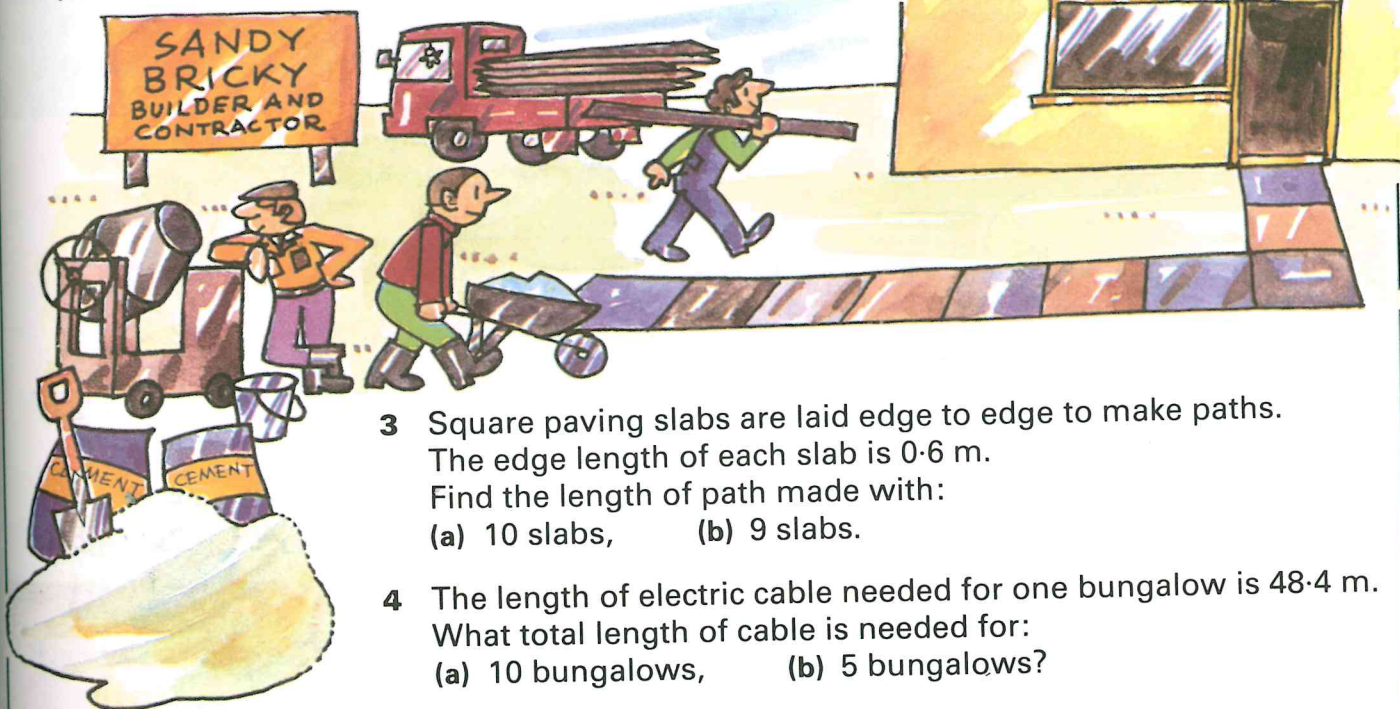 SANDY
BRICKY
BUILDER AND
CONTRACTOR
CEMENT
CEMENT
3 Square paving slabs are laid edge to edge to make paths.
The edge length of each slab is 0·6 m.
Find the length of path made with:
(a) 10 slabs, (b) 9 slabs.
4 The length of electric cable needed for one bungalow is 48·4 m.
What total length of cable is needed for:
(a) 10 bungalows, (b) 5 bungalows?